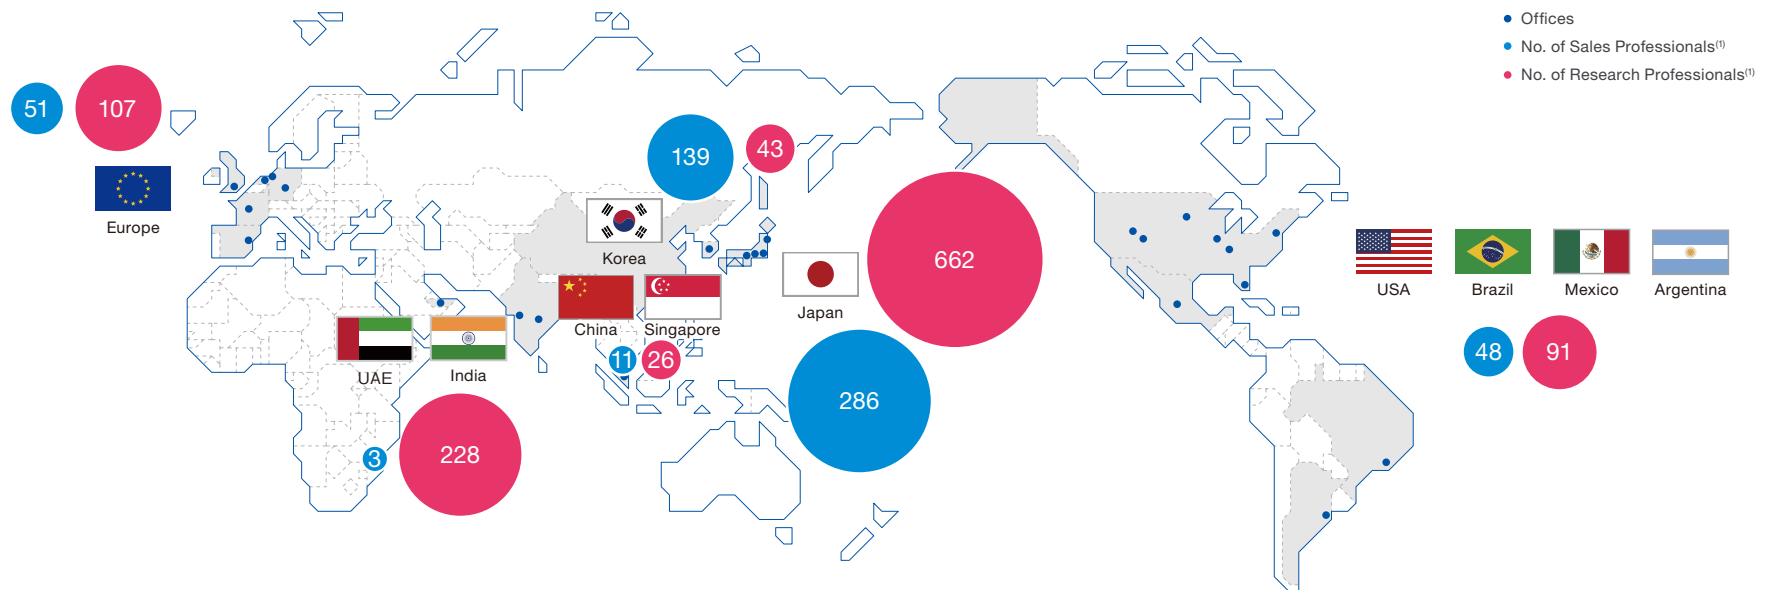 Offices
No. of Sales Professionals(1)
No. of Research Professionals(1)
51
107
Europe
139
43
Korea
662
Japan
286
China
Singapore
11
26
UAE
India
3
228
USA
Brazil
Mexico
Argentina
48
91